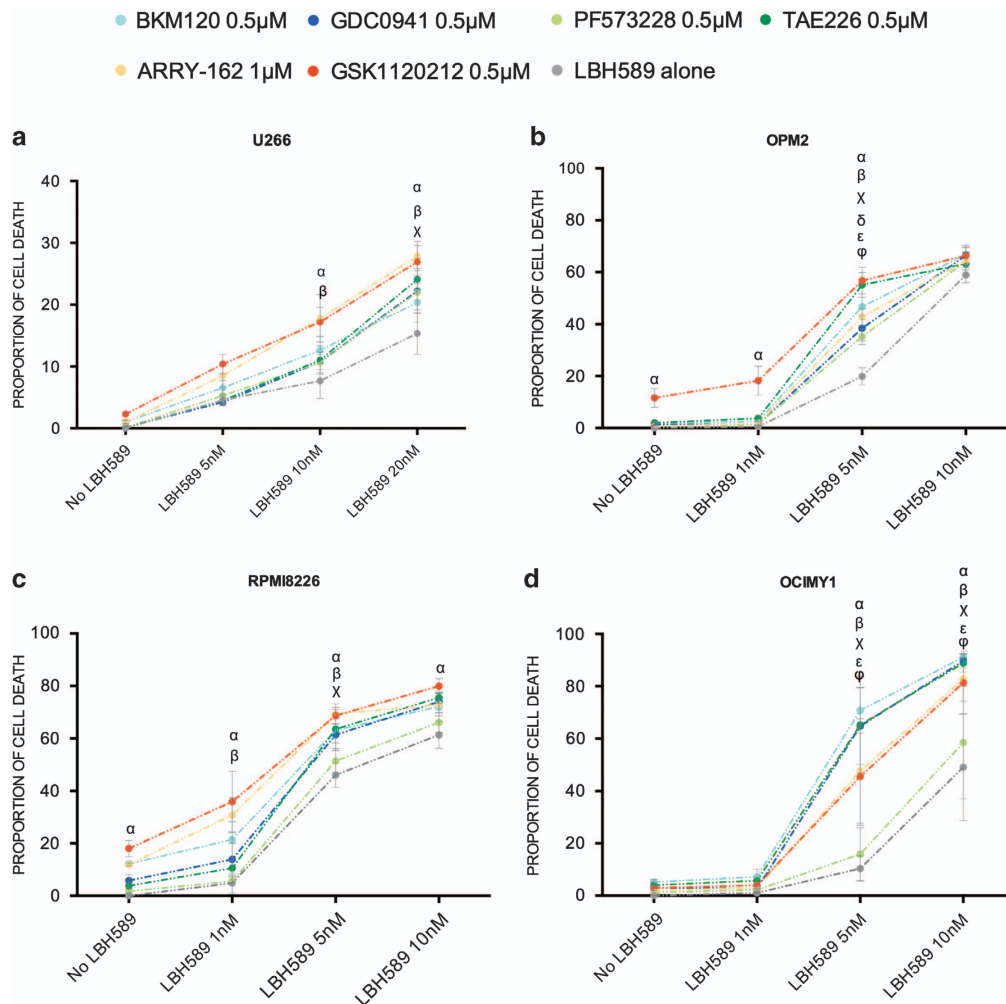 BKM120 0.5µM GDC0941 0.5µM PF573228 0.5µM TAE226 0.5µM
ARRY-162 1µM GSK1120212 0.5µM LBH589 alone
a
U266
PROPORTION OF CELL DEATH
40
30
20
10
0
α
β
α
β
χ
No LBH589
LBH589 5nM
LBH589 10nM
LBH589 20nM
b
OPM2
PROPORTION OF CELL DEATH
100
80
60
40
20
0
α
α
α
β
χ
δ
ε
φ
No LBH589
LBH589 1nM
LBH589 5nM
LBH589 10nM
c
RPMI8226
PROPORTION OF CELL DEATH
100
80
60
40
20
0
α
α
β
α
β
χ
α
No LBH589
LBH589 1nM
LBH589 5nM
LBH589 10nM
d
OCIMY1
PROPORTION OF CELL DEATH
100
80
60
40
20
0
α
β
χ
ε
φ
α
β
χ
ε
φ
No LBH589
LBH589 1nM
LBH589 5nM
LBH589 10nM